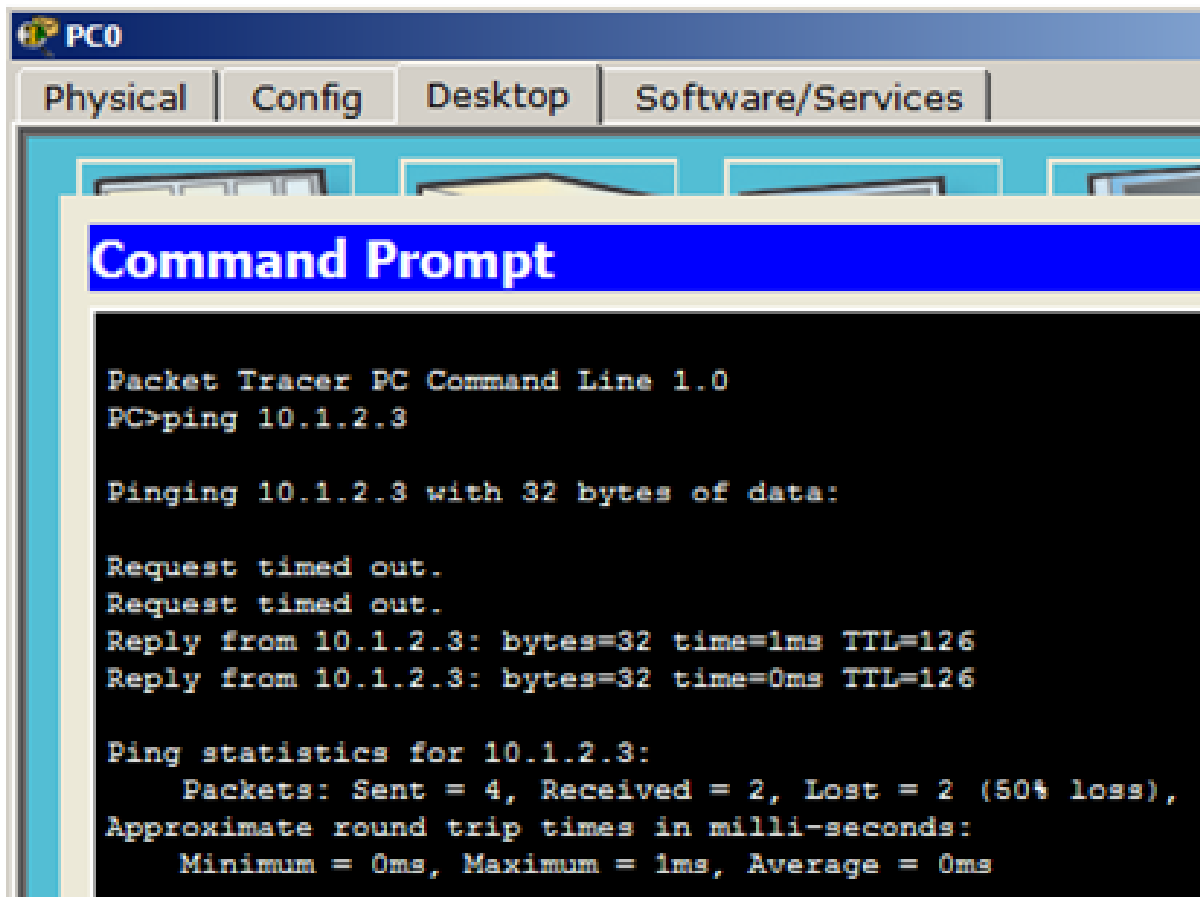 PC0
Physical Config Desktop Software/Services
Command Prompt
Packet Tracer PC Command Line 1.0
PC>ping 10.1.2.3
Pinging 10.1.2.3 with 32 bytes of data:
Request timed out.
Request timed out.
Reply from 10.1.2.3: bytes=32 time=1ms TTL=126
Reply from 10.1.2.3: bytes=32 time=0ms TTL=126
Ping statistics for 10.1.2.3:
Packets: Sent = 4, Received = 2, Lost = 2 (50% loss),
Approximate round trip times in milli-seconds:
Minimum = 0ms, Maximum = 1ms, Average = 0ms